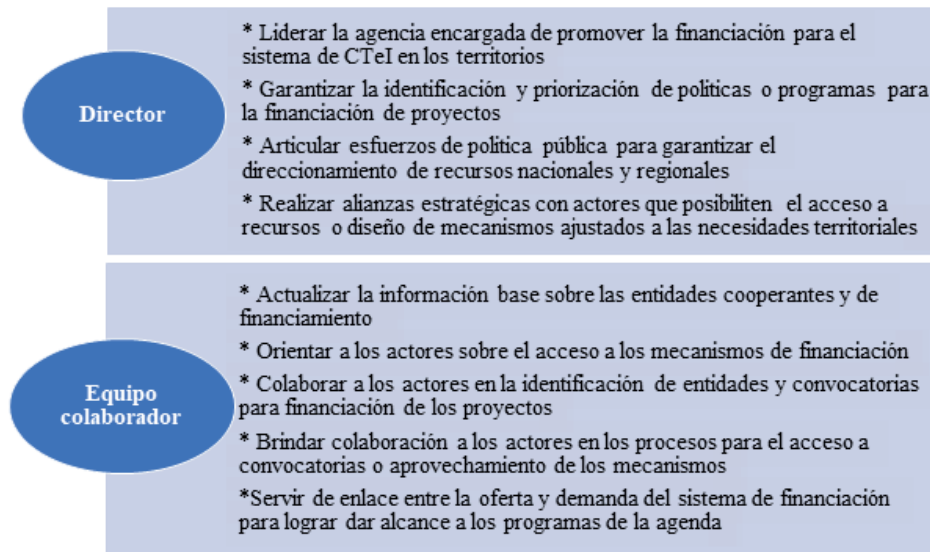 Director
* Liderar la agencia encargada de promover la financiación para el
sistema de CTeI en los territorios
* Garantizar la identificación y priorización de políticas o programas para
la financiación de proyectos
* Articular esfuerzos de política pública para garantizar el
direccionamiento de recursos nacionales y regionales
* Realizar alianzas estratégicas con actores que posibiliten el acceso a
recursos o diseño de mecanismos ajustados a las necesidades territoriales
Equipo
colaborador
* Actualizar la información base sobre las entidades cooperantes y de
financiamiento
* Orientar a los actores sobre el acceso a los mecanismos de financiación
* Colaborar a los actores en la identificación de entidades y convocatorias
para financiación de los proyectos
* Brindar colaboración a los actores en los procesos para el acceso a
convocatorias o aprovechamiento de los mecanismos
*Servir de enlace entre la oferta y demanda del sistema de financiación
para lograr dar alcance a los programas de la agenda